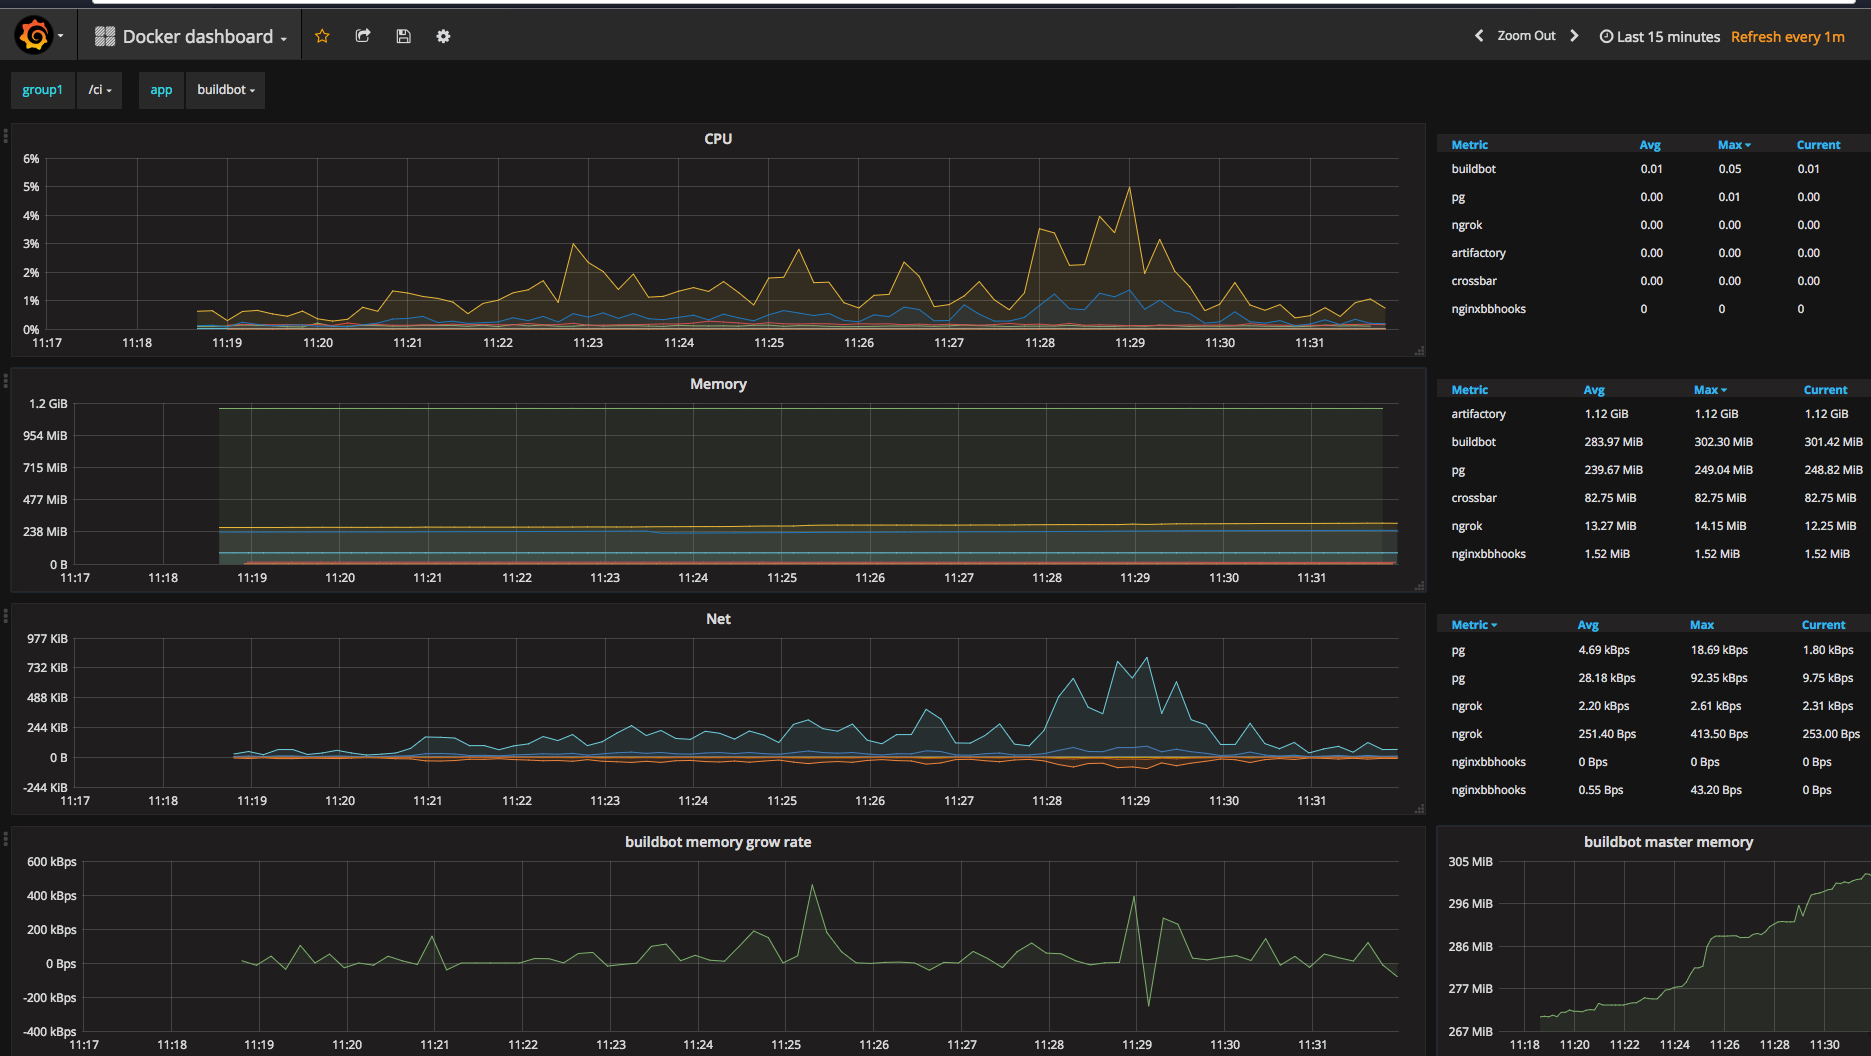 Docker dashboard
Zoom Out
Last 15 minutes Refresh every 1m
group1 /ci app buildbot
CPU
6%
5%
4%
3%
2%
1%
0%
11:17 11:18 11:19 11:20 11:21 11:22 11:23 11:24 11:25 11:26 11:27 11:28 11:29 11:30 11:31
Metric Avg Max Current
buildbot 0.01 0.05 0.01
pg 0.00 0.01 0.00
ngrok 0.00 0.00 0.00
artifactory 0.00 0.00 0.00
crossbar 0.00 0.00 0.00
nginxbbhooks 0 0 0
Memory
1.2 GiB
954 MiB
715 MiB
477 MiB
238 MiB
0 B
11:17 11:18 11:19 11:20 11:21 11:22 11:23 11:24 11:25 11:26 11:27 11:28 11:29 11:30 11:31
Metric Avg Max Current
artifactory 1.12 GiB 1.12 GiB 1.12 GiB
buildbot 283.97 MiB 302.30 MiB 301.42 MiB
pg 239.67 MiB 249.04 MiB 248.82 MiB
crossbar 82.75 MiB 82.75 MiB 82.75 MiB
ngrok 13.27 MiB 14.15 MiB 12.25 MiB
nginxbbhooks 1.52 MiB 1.52 MiB 1.52 MiB
Net
977 KiB
732 KiB
488 KiB
244 KiB
0 B
-244 KiB
11:17 11:18 11:19 11:20 11:21 11:22 11:23 11:24 11:25 11:26 11:27 11:28 11:29 11:30 11:31
Metric Avg Max Current
pg 4.69 kBps 18.69 kBps 1.80 kBps
pg 28.18 kBps 92.35 kBps 9.75 kBps
ngrok 2.20 kBps 2.61 kBps 2.31 kBps
ngrok 251.40 Bps 413.50 Bps 253.00 Bps
nginxbbhooks 0 Bps 0 Bps 0 Bps
nginxbbhooks 0.55 Bps 43.20 Bps 0 Bps
buildbot memory grow rate
600 kBps
400 kBps
200 kBps
0 Bps
-200 kBps
-400 kBps
11:17 11:18 11:19 11:20 11:21 11:22 11:23 11:24 11:25 11:26 11:27 11:28 11:29 11:30 11:31
buildbot master memory
305 MiB
296 MiB
286 MiB
277 MiB
267 MiB
11:18 11:20 11:22 11:24 11:26 11:28 11:30